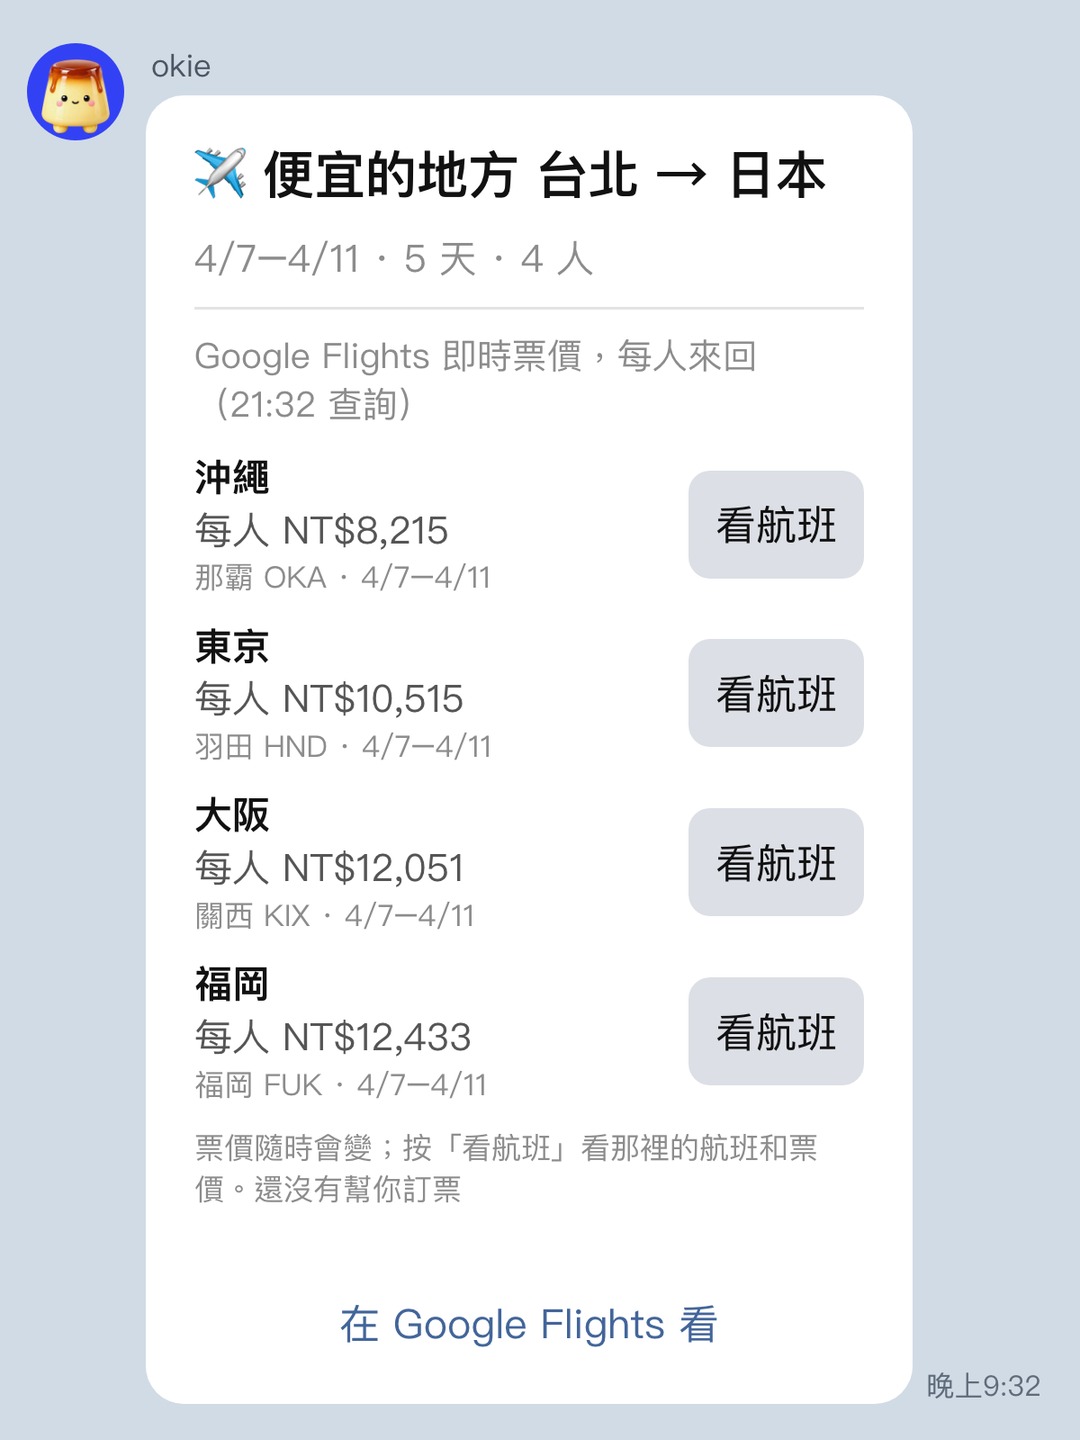 okie
✈️ 便宜的地方 台北 → 日本
4/7–4/11 · 5 天 · 4 人
Google Flights 即時票價，每人來回
（21:32 查詢）
沖繩
每人 NT$8,215
那霸 OKA · 4/7–4/11
看航班
東京
每人 NT$10,515
羽田 HND · 4/7–4/11
看航班
大阪
每人 NT$12,051
關西 KIX · 4/7–4/11
看航班
福岡
每人 NT$12,433
福岡 FUK · 4/7–4/11
看航班
票價隨時會變；按「看航班」看那裡的航班和票
價。還沒有幫你訂票
在 Google Flights 看
晚上9:32